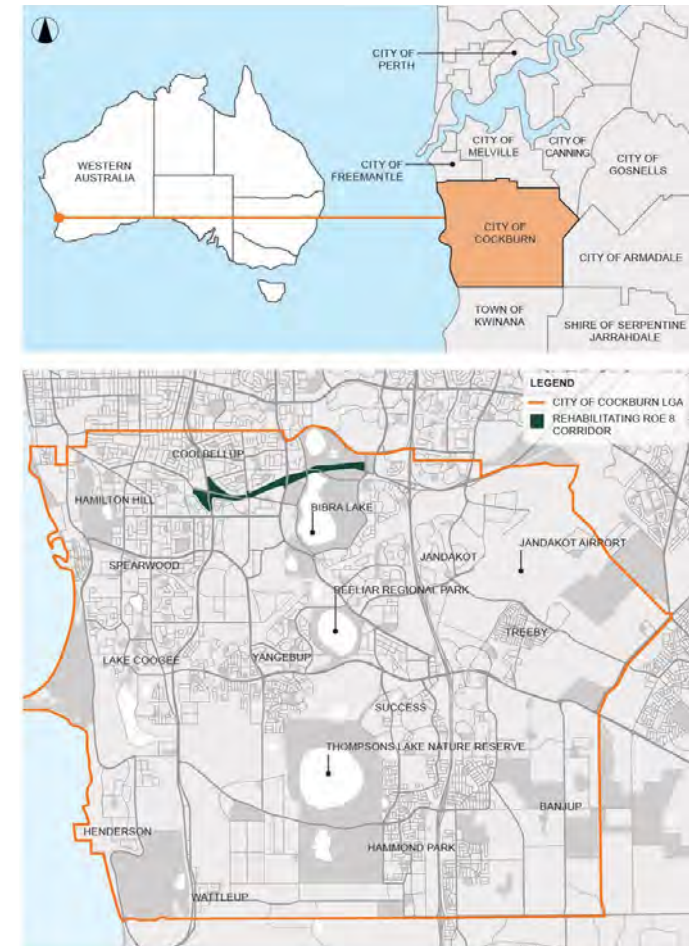 CITY OF
PERTH
WESTERN
AUSTRALIA
CITY OF
MELVILLE
CITY OF
CANNING
CITY OF
FREEMANTLE
CITY OF
GOSNELLS
CITY OF
COCKBURN
CITY OF ARMADALE
TOWN OF
KWINANA
SHIRE OF SERPENTINE
JARRAHDALE
LEGEND
CITY OF COCKBURN LGA
REHABILITATING ROE 8
CORRIDOR
COOLBELLUP
HAMILTON HILL
BIBRA LAKE
JANDAKOT
JANDAKOT AIRPORT
SPEARWOOD
BEELIAR REGIONAL PARK
TREEBY
LAKE COOGEE
YANGEBUP
SUCCESS
THOMPSONS LAKE NATURE RESERVE
BANJUP
HENDERSON
HAMMOND PARK
WATTLEUP